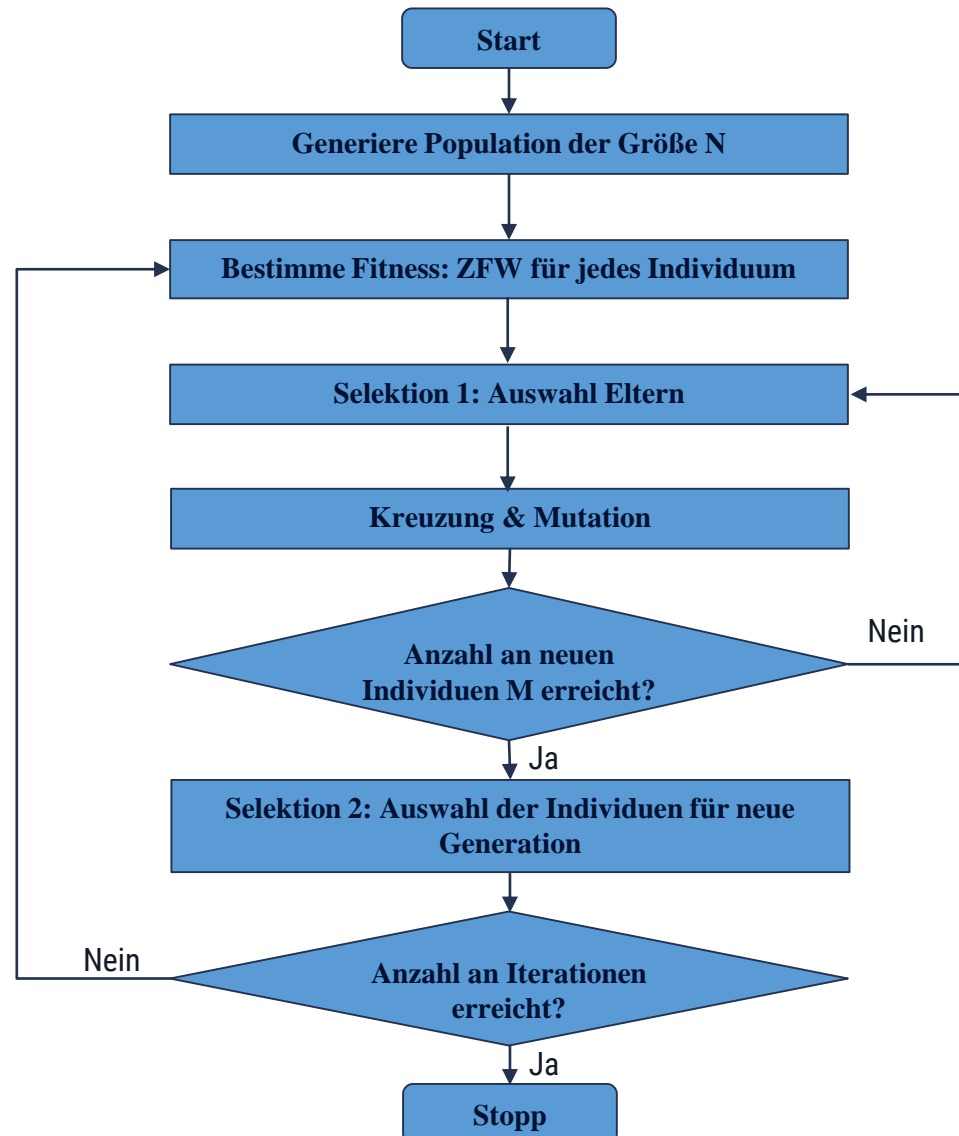 Start
Generiere Population der Größe N
Bestimme Fitness: ZFW für jedes Individuum
Selektion 1: Auswahl Eltern
Kreuzung & Mutation
Anzahl an neuen
Individuen M erreicht?
Nein
Ja
Selektion 2: Auswahl der Individuen für neue
Generation
Nein
Anzahl an Iterationen
erreicht?
Ja
Stopp